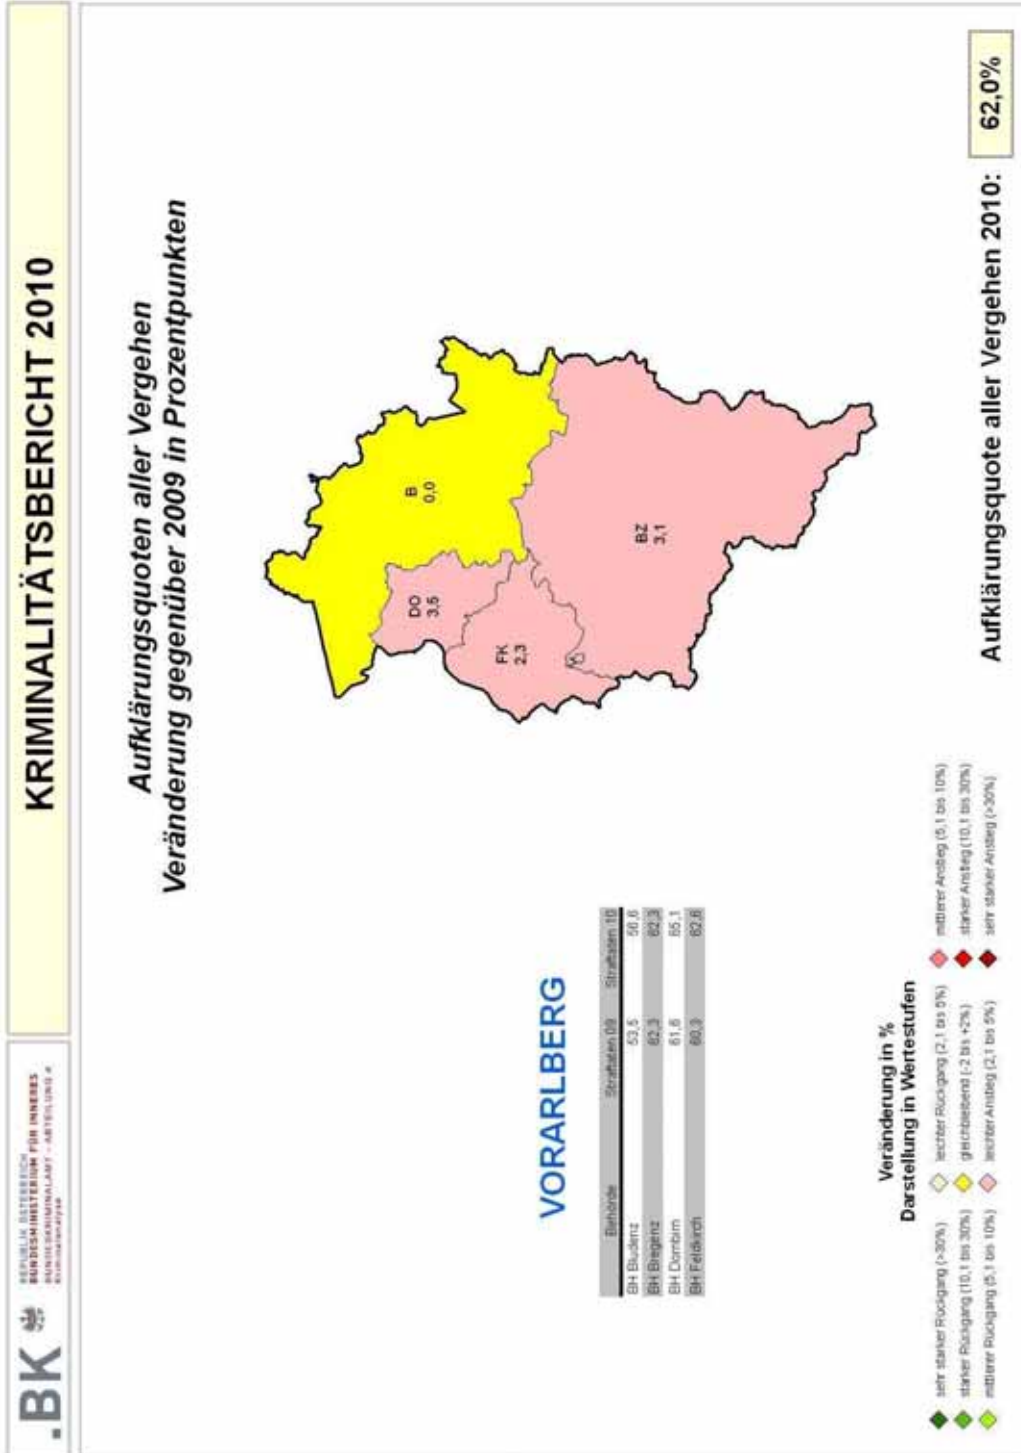 .BK
REPUBLIK ÖSTERREICH
BUNDESMINISTERIUM FÜR INNERES
BUNDESKRIMINALAMT - ABTEILUNG 4
Kriminalanalyse
KRIMINALITÄTSBERICHT 2010
Aufklärungsquoten aller Vergehen
Veränderung gegenüber 2009 in Prozentpunkten
VORARLBERG
Behörde Straftaten 09 Straftaten 10
BH Bludenz 53,5 56,6
BH Bregenz 62,3 62,3
BH Dornbirn 61,6 65,1
BH Feldkirch 60,3 62,6
B
0,0
DO
3,5
FK
2,3
BZ
3,1
Veränderung in %
Darstellung in Wertestufen
sehr starker Rückgang (>30%)
starker Rückgang (10,1 bis 30%)
mittlerer Rückgang (5,1 bis 10%)
leichter Rückgang (2,1 bis 5%)
gleichbleibend (-2 bis +2%)
leichter Anstieg (2,1 bis 5%)
mittlerer Anstieg (5,1 bis 10%)
starker Anstieg (10,1 bis 30%)
sehr starker Anstieg (>30%)
Aufklärungsquote aller Vergehen 2010: 62,0%